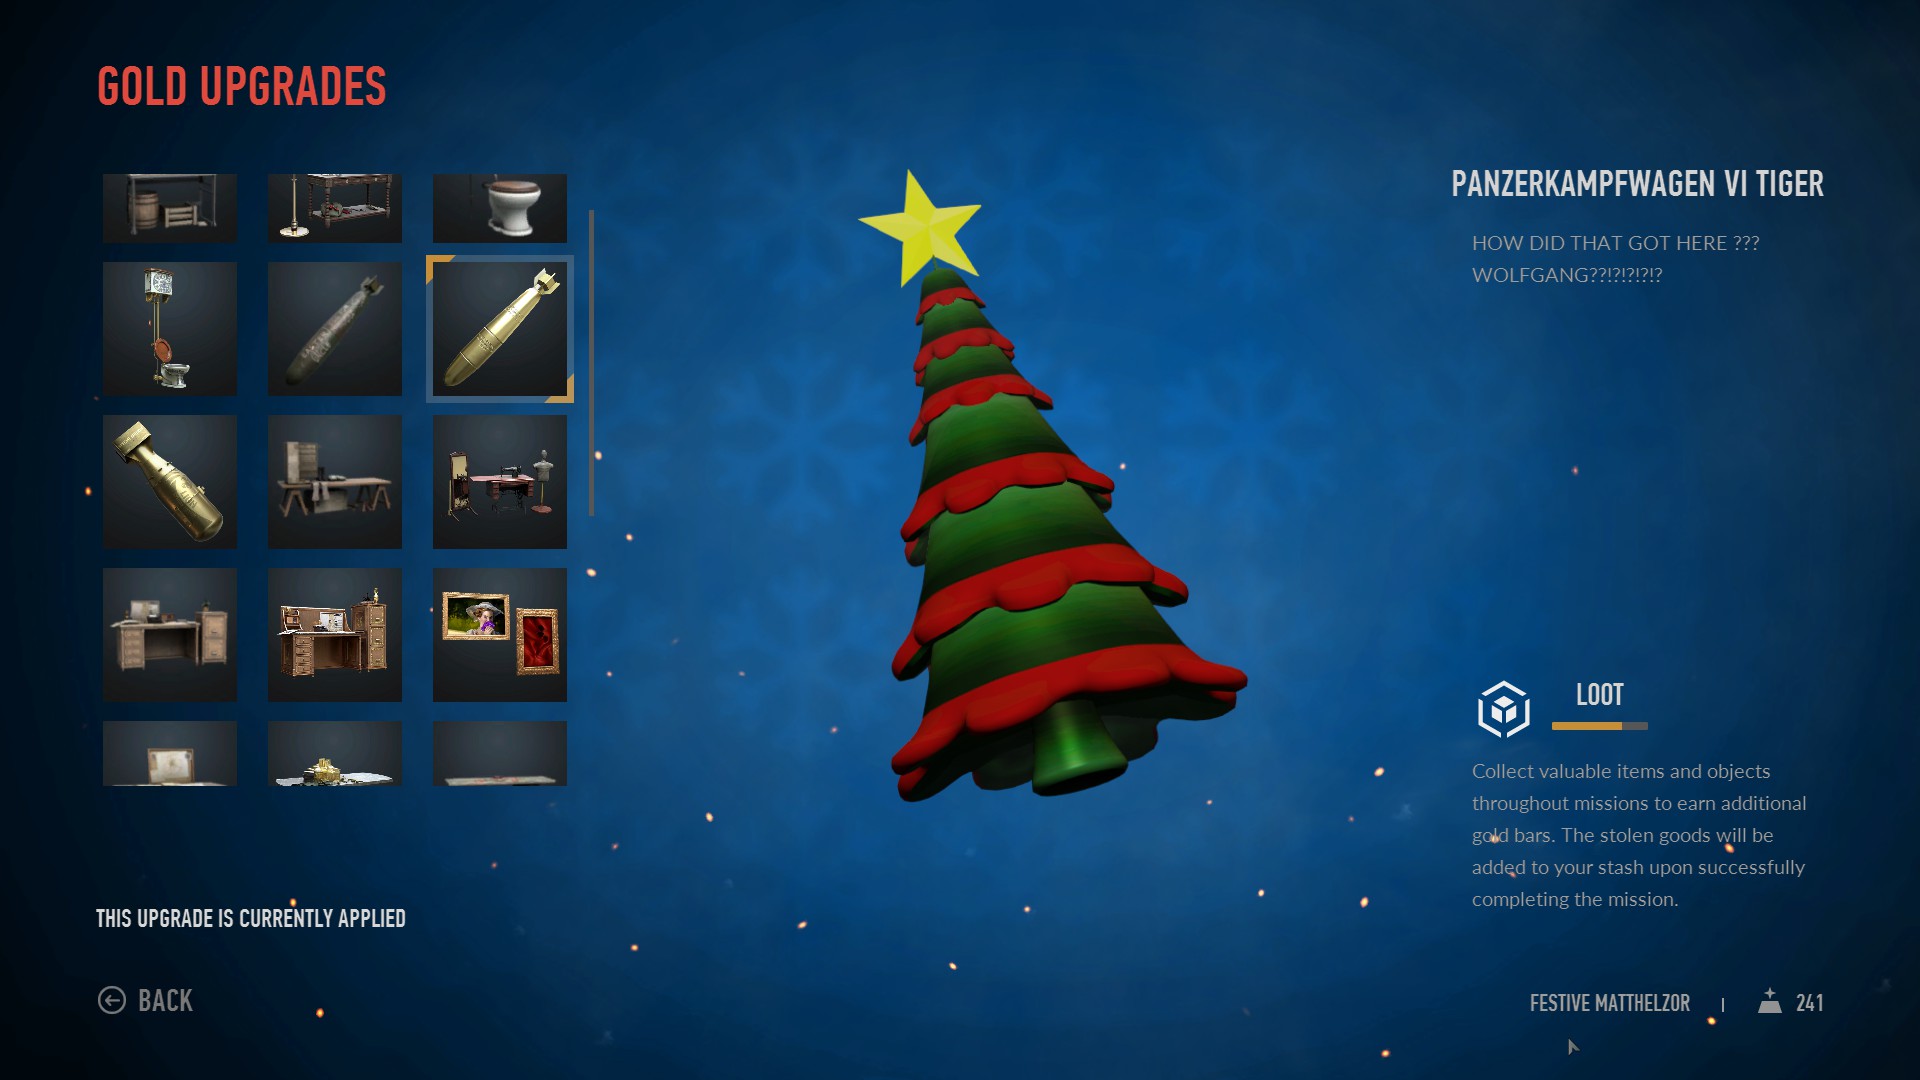 GOLD UPGRADES
PANZERKAMPFWAGEN VI TIGER
HOW DID THAT GOT HERE ???
WOLFGANG??!?!?!?!?
LOOT
Collect valuable items and objects
throughout missions to earn additional
gold bars. The stolen goods will be
added to your stash upon successfully
completing the mission.
THIS UPGRADE IS CURRENTLY APPLIED
BACK
FESTIVE MATTHELZOR | 241